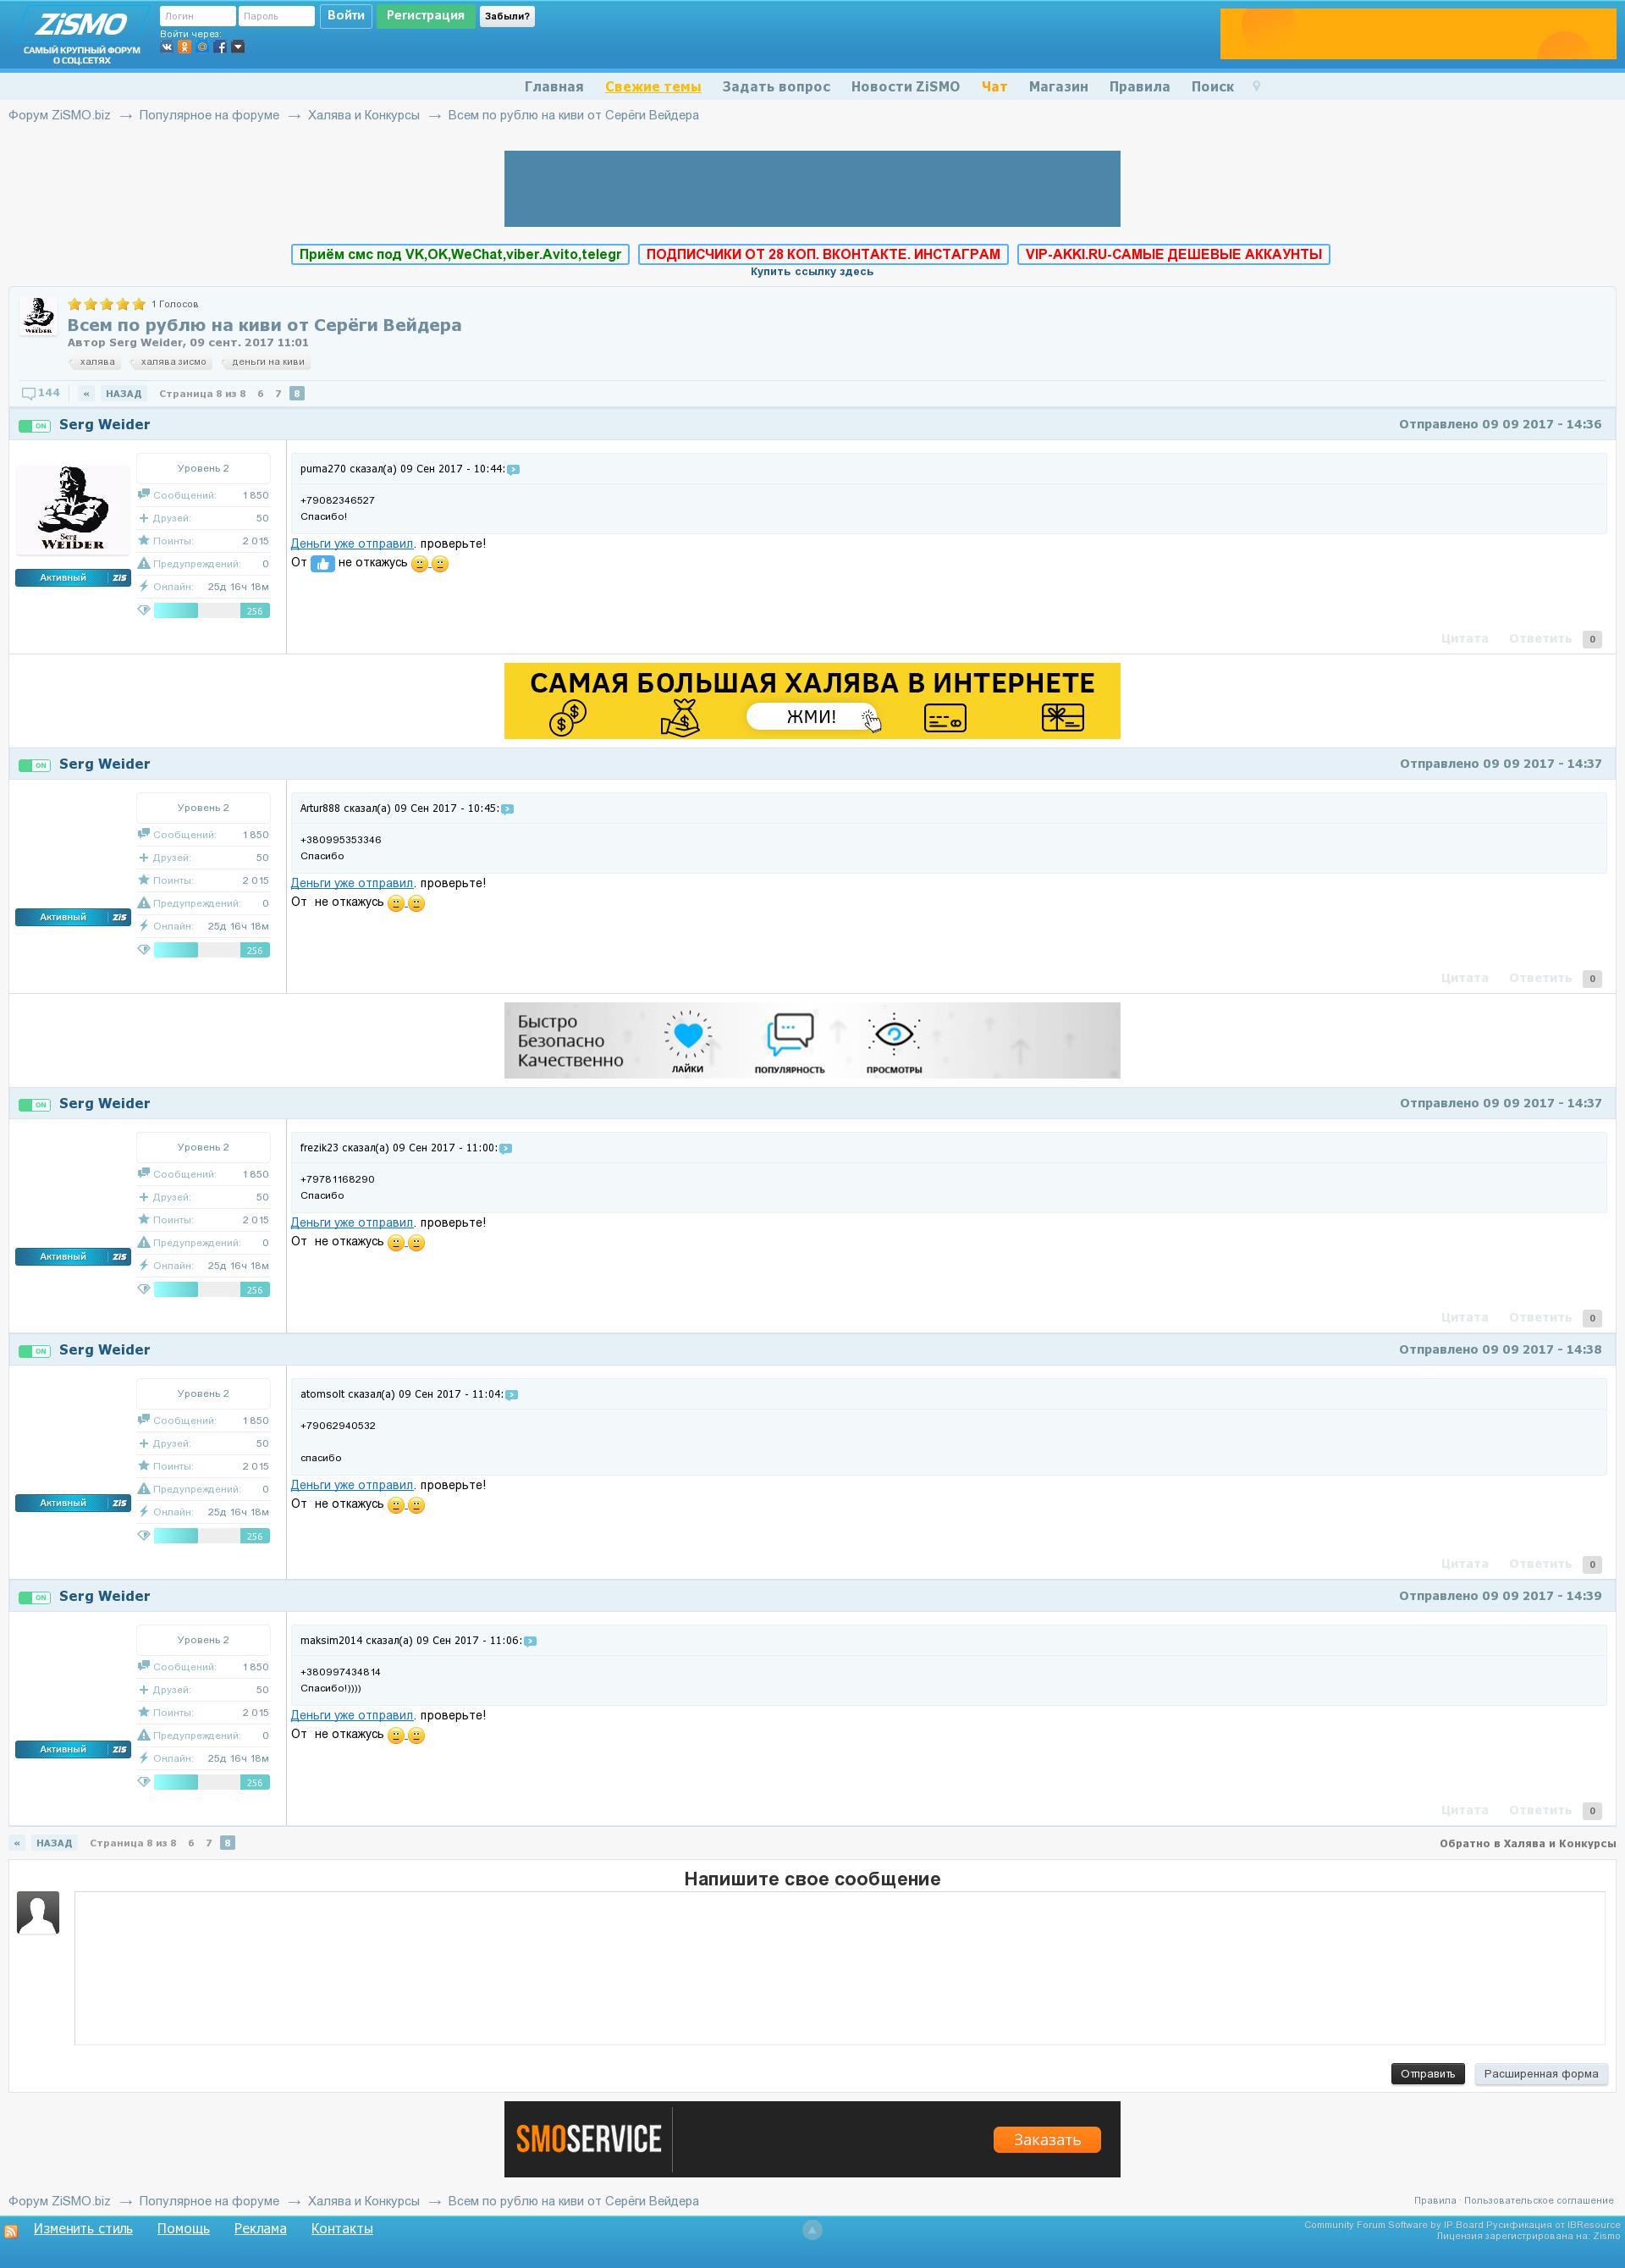 ZiSMO
САМЫЙ КРУПНЫЙ ФОРУМ
О СОЦ.СЕТЯХ
Логин Пароль Войти Регистрация Забыли?
Войти через:
Главная Свежие темы Задать вопрос Новости ZiSMO Чат Магазин Правила Поиск
Форум ZiSMO.biz → Популярное на форуме → Халява и Конкурсы → Всем по рублю на киви от Серёги Вейдера
Приём смс под VK,OK,WeChat,viber.Avito,telegr ПОДПИСЧИКИ ОТ 28 КОП. ВКОНТАКТЕ. ИНСТАГРАМ VIP-AKKI.RU-САМЫЕ ДЕШЕВЫЕ АККАУНТЫ
Купить ссылку здесь
1 Голосов
Всем по рублю на киви от Серёги Вейдера
Автор Serg Weider, 09 сент. 2017 11:01
халява халява зисмо деньги на киви
144 « НАЗАД Страница 8 из 8 6 7 8
ON Serg Weider Отправлено 09 09 2017 - 14:36
Serg
WEIDER
Активный ZiS
Уровень 2
Сообщений: 1 850
Друзей: 50
Поинты: 2 015
Предупреждений: 0
Онлайн: 25д 16ч 18м
256
puma270 сказал(а) 09 Сен 2017 - 10:44:
+79082346527
Спасибо!
Деньги уже отправил. проверьте!
От не откажусь
Цитата Ответить 0
САМАЯ БОЛЬШАЯ ХАЛЯВА В ИНТЕРНЕТЕ
ЖМИ!
ON Serg Weider Отправлено 09 09 2017 - 14:37
Активный ZiS
Уровень 2
Сообщений: 1 850
Друзей: 50
Поинты: 2 015
Предупреждений: 0
Онлайн: 25д 16ч 18м
256
Artur888 сказал(а) 09 Сен 2017 - 10:45:
+380995353346
Спасибо
Деньги уже отправил. проверьте!
От не откажусь
Цитата Ответить 0
Быстро
Безопасно
Качественно
ЛАЙКИ ПОПУЛЯРНОСТЬ ПРОСМОТРЫ
ON Serg Weider Отправлено 09 09 2017 - 14:37
Активный ZiS
Уровень 2
Сообщений: 1 850
Друзей: 50
Поинты: 2 015
Предупреждений: 0
Онлайн: 25д 16ч 18м
256
frezik23 сказал(а) 09 Сен 2017 - 11:00:
+79781168290
Спасибо
Деньги уже отправил. проверьте!
От не откажусь
Цитата Ответить 0
ON Serg Weider Отправлено 09 09 2017 - 14:38
Активный ZiS
Уровень 2
Сообщений: 1 850
Друзей: 50
Поинты: 2 015
Предупреждений: 0
Онлайн: 25д 16ч 18м
256
atomsolt сказал(а) 09 Сен 2017 - 11:04:
+79062940532
спасибо
Деньги уже отправил. проверьте!
От не откажусь
Цитата Ответить 0
ON Serg Weider Отправлено 09 09 2017 - 14:39
Активный ZiS
Уровень 2
Сообщений: 1 850
Друзей: 50
Поинты: 2 015
Предупреждений: 0
Онлайн: 25д 16ч 18м
256
maksim2014 сказал(а) 09 Сен 2017 - 11:06:
+380997434814
Спасибо!))))
Деньги уже отправил. проверьте!
От не откажусь
Цитата Ответить 0
« НАЗАД Страница 8 из 8 6 7 8 Обратно в Халява и Конкурсы
Напишите свое сообщение
Отправить Расширенная форма
SMOSERVICE Заказать
Форум ZiSMO.biz → Популярное на форуме → Халява и Конкурсы → Всем по рублю на киви от Серёги Вейдера
Правила · Пользовательское соглашение
Изменить стиль Помощь Реклама Контакты
Community Forum Software by IP.Board Русификация от IBResource
Лицензия зарегистрирована на: Zismo